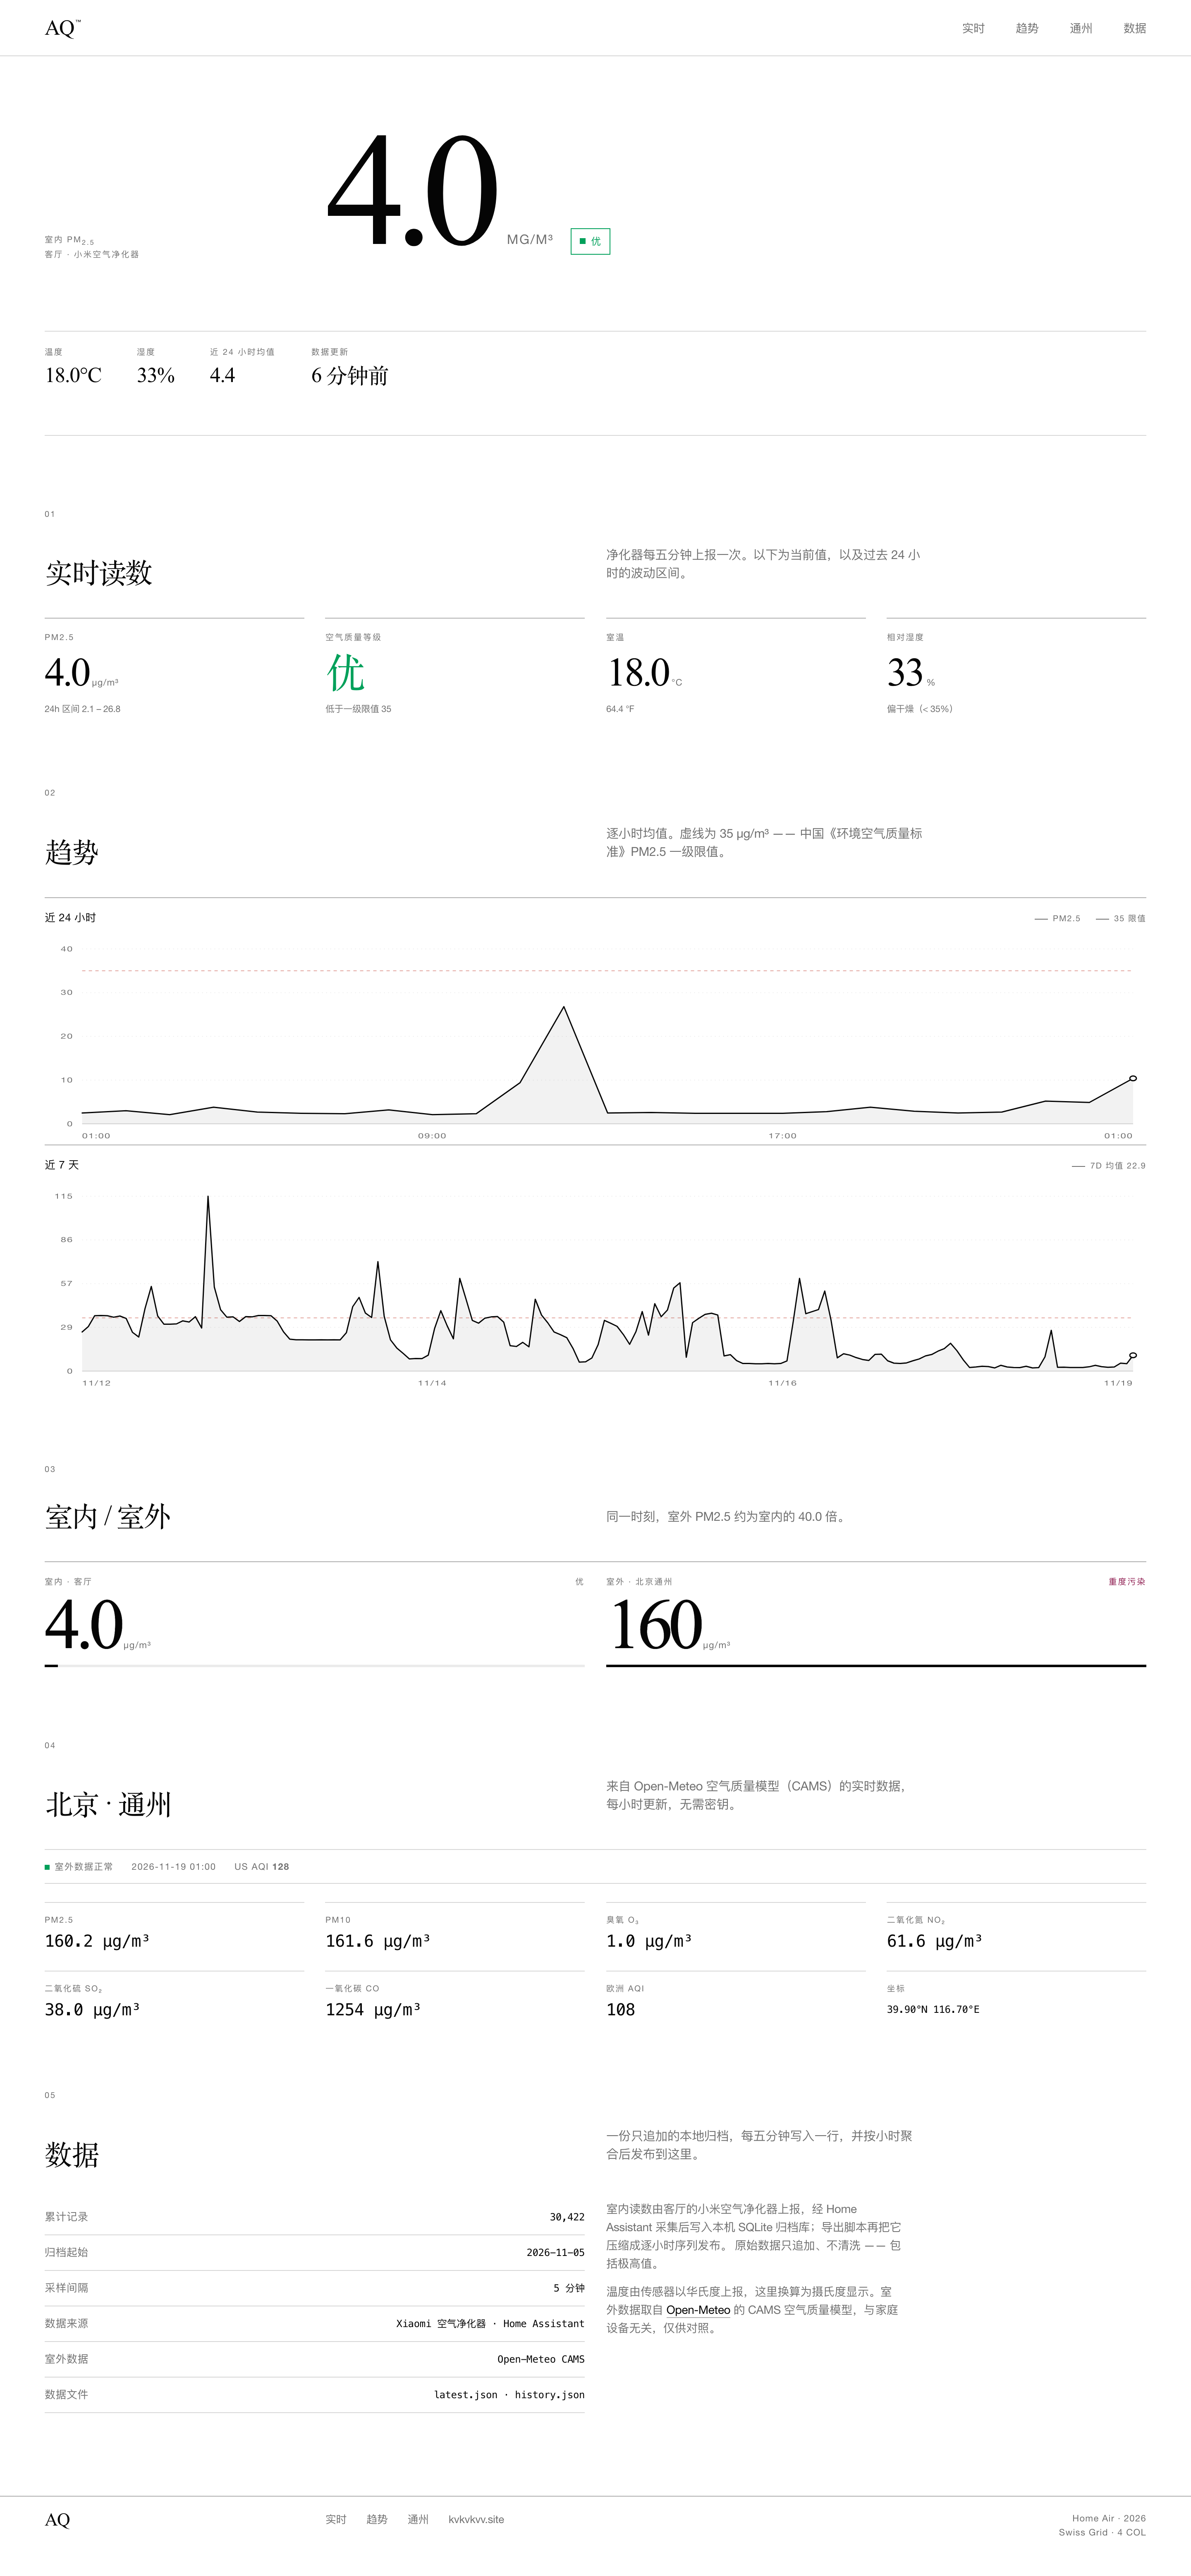 AQ™
实时 趋势 通州 数据
4.0 MG/M³ 优
室内 PM2.5
客厅 · 小米空气净化器
温度 湿度 近 24 小时均值 数据更新
18.0°C 33% 4.4 6 分钟前
01
实时读数
净化器每五分钟上报一次。以下为当前值，以及过去 24 小
时的波动区间。
PM2.5
4.0 µg/m³
24h 区间 2.1 – 26.8
空气质量等级
优
低于一级限值 35
室温
18.0 °C
64.4 °F
相对湿度
33 %
偏干燥（< 35%）
02
趋势
逐小时均值。虚线为 35 µg/m³ —— 中国《环境空气质量标
准》PM2.5 一级限值。
近 24 小时
PM2.5 35 限值
40
30
20
10
0
01:00 09:00 17:00 01:00
近 7 天
7D 均值 22.9
115
86
57
29
0
11/12 11/14 11/16 11/19
03
室内 / 室外
同一时刻，室外 PM2.5 约为室内的 40.0 倍。
室内 · 客厅 优
4.0 µg/m³
室外 · 北京通州 重度污染
160 µg/m³
04
北京 · 通州
来自 Open-Meteo 空气质量模型（CAMS）的实时数据，
每小时更新，无需密钥。
室外数据正常 2026-11-19 01:00 US AQI 128
PM2.5
160.2 µg/m³
PM10
161.6 µg/m³
臭氧 O₃
1.0 µg/m³
二氧化氮 NO₂
61.6 µg/m³
二氧化硫 SO₂
38.0 µg/m³
一氧化碳 CO
1254 µg/m³
欧洲 AQI
108
坐标
39.90°N 116.70°E
05
数据
一份只追加的本地归档，每五分钟写入一行，并按小时聚
合后发布到这里。
累计记录 30,422
归档起始 2026-11-05
采样间隔 5 分钟
数据来源 Xiaomi 空气净化器 · Home Assistant
室外数据 Open-Meteo CAMS
数据文件 latest.json · history.json
室内读数由客厅的小米空气净化器上报，经 Home
Assistant 采集后写入本机 SQLite 归档库；导出脚本再把它
压缩成逐小时序列发布。 原始数据只追加、不清洗 —— 包
括极高值。
温度由传感器以华氏度上报，这里换算为摄氏度显示。室
外数据取自 Open-Meteo 的 CAMS 空气质量模型，与家庭
设备无关，仅供对照。
AQ
实时 趋势 通州 kvkvkvv.site
Home Air · 2026
Swiss Grid · 4 COL